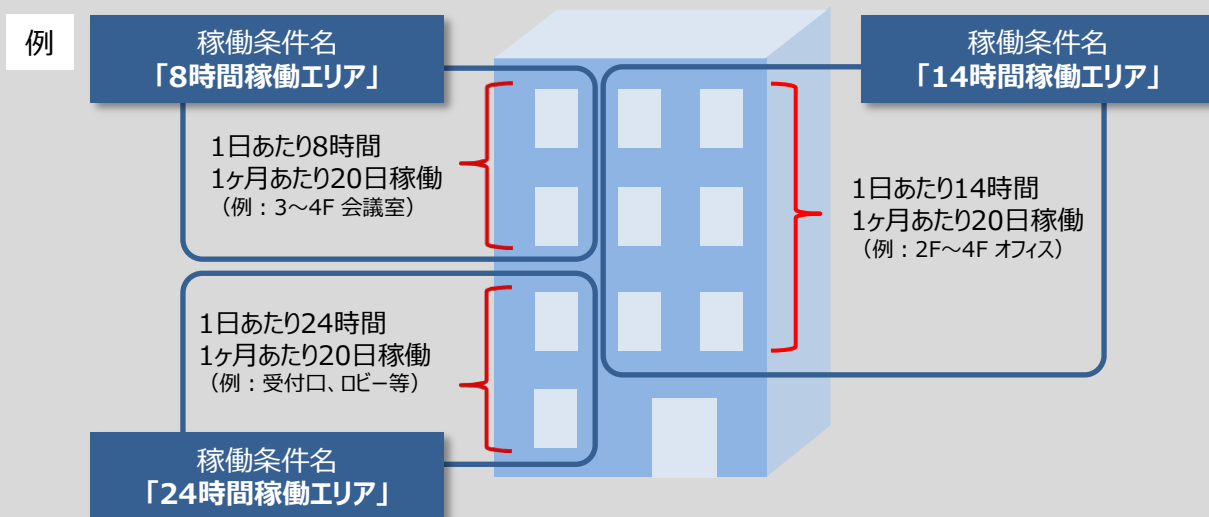 例
稼働条件名
「8時間稼働エリア」
1日あたり8時間
1ヶ月あたり20日稼働
（例：3～4F 会議室）
稼働条件名
「14時間稼働エリア」
1日あたり14時間
1ヶ月あたり20日稼働
（例：2F～4F オフィス）
1日あたり24時間
1ヶ月あたり20日稼働
（例：受付口、ロビー等）
稼働条件名
「24時間稼働エリア」